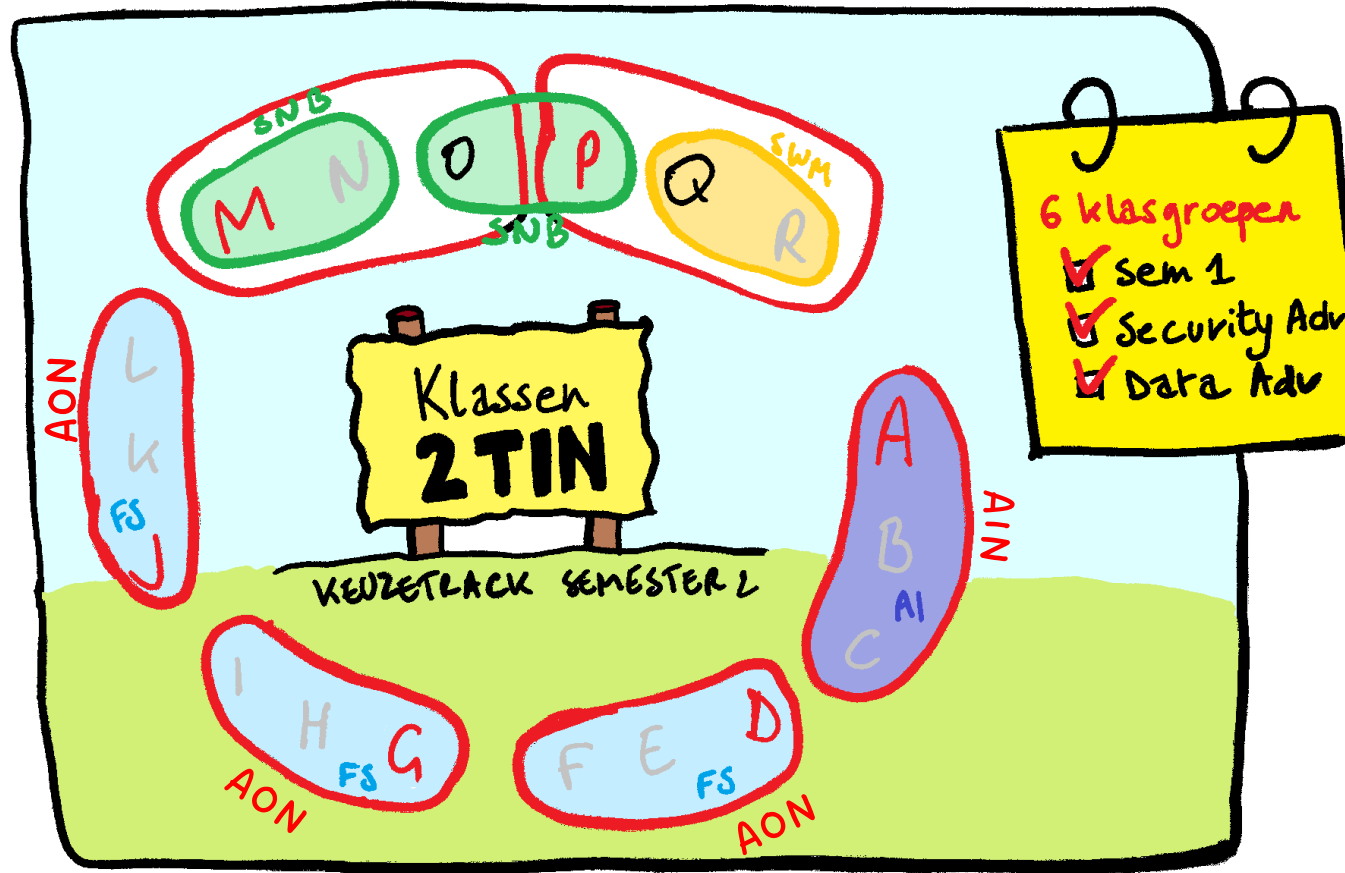 SNB
M N
O P
SNB
SWM
Q R
6 klasgroepen
Sem 1
Security Adv
Data Adv
AON
L
K
FS
J
Klassen
2TIN
KEUZETRACK SEMESTER 2
A
B
AI
C
AIN
I
H
G
FS
AON
F
E
D
FS
AON